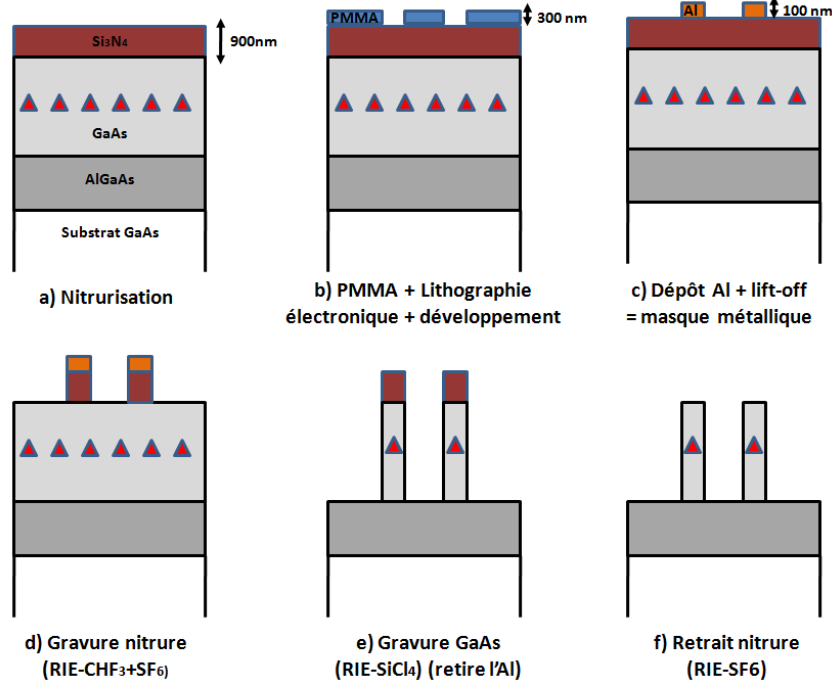 Si₃N₄
900nm
GaAs
AlGaAs
Substrat GaAs
a) Nitrurisation
PMMA
300 nm
b) PMMA + Lithographie
électronique + développement
Al
100 nm
c) Dépôt Al + lift-off
= masque métallique
d) Gravure nitrure
(RIE-CHF₃+SF₆)
e) Gravure GaAs
(RIE-SiCl₄) (retire l’Al)
f) Retrait nitrure
(RIE-SF6)